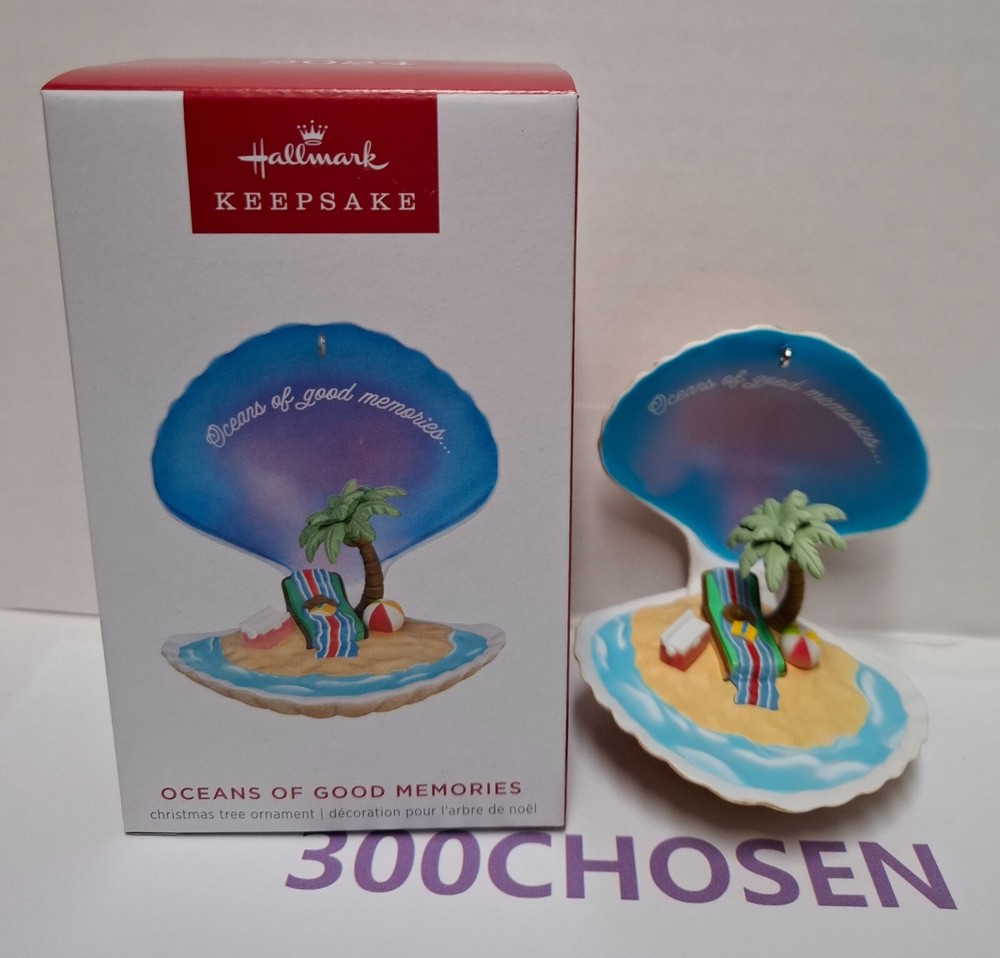 2024
Hallmark
KEEPSAKE
Oceans of good memories...
OCEANS OF GOOD MEMORIES
christmas tree ornament | décoration pour l'arbre de noël
Oceans of good memories...
300CHOSEN